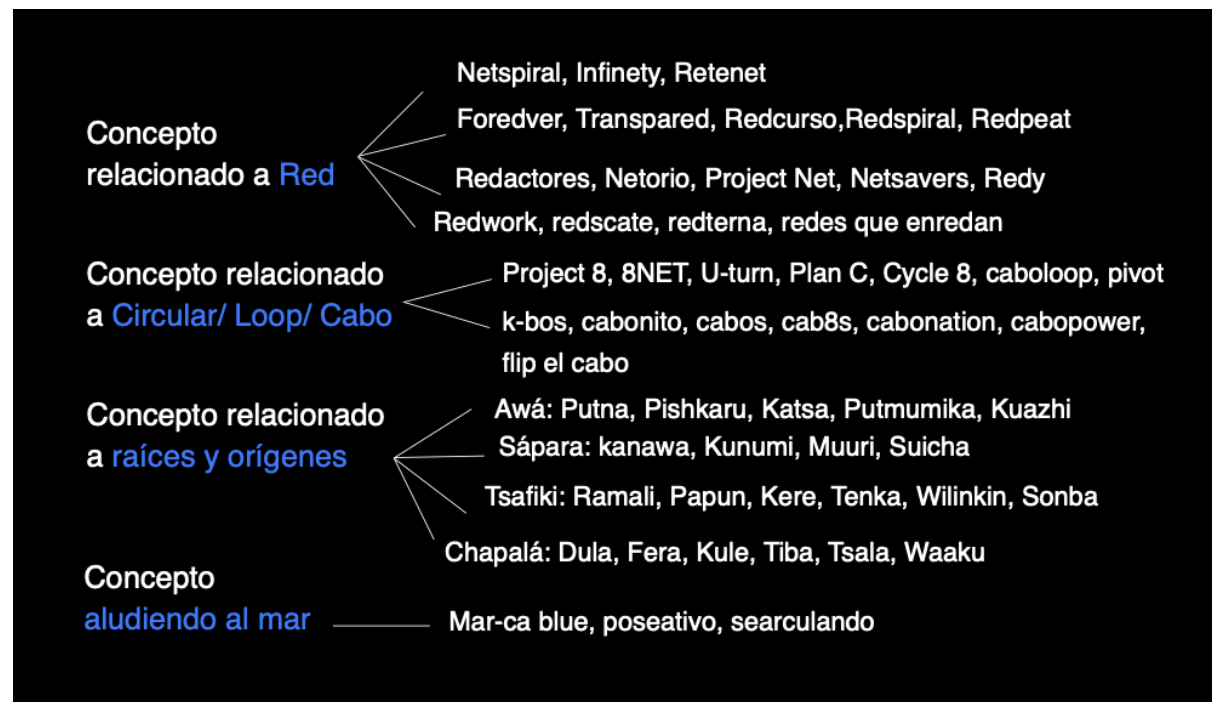 Concepto
relacionado a Red
Netspiral, Infinety, Retenet
Foredver, Transpared, Redcurso,Redspiral, Redpeat
Redactores, Netorio, Project Net, Netsavers, Redy
Redwork, redscate, redterna, redes que enredan
Concepto relacionado
a Circular/ Loop/ Cabo
Project 8, 8NET, U-turn, Plan C, Cycle 8, caboloop, pivot
k-bos, cabonito, cabos, cab8s, cabonation, cabopower,
flip el cabo
Concepto relacionado
a raíces y orígenes
Awá: Putna, Pishkaru, Katsa, Putmumika, Kuazhi
Sápara: kanawa, Kunumi, Muuri, Suicha
Tsafiki: Ramali, Papun, Kere, Tenka, Wilinkin, Sonba
Chapalá: Dula, Fera, Kule, Tiba, Tsala, Waaku
Concepto
aludiendo al mar
Mar-ca blue, poseativo, searculando